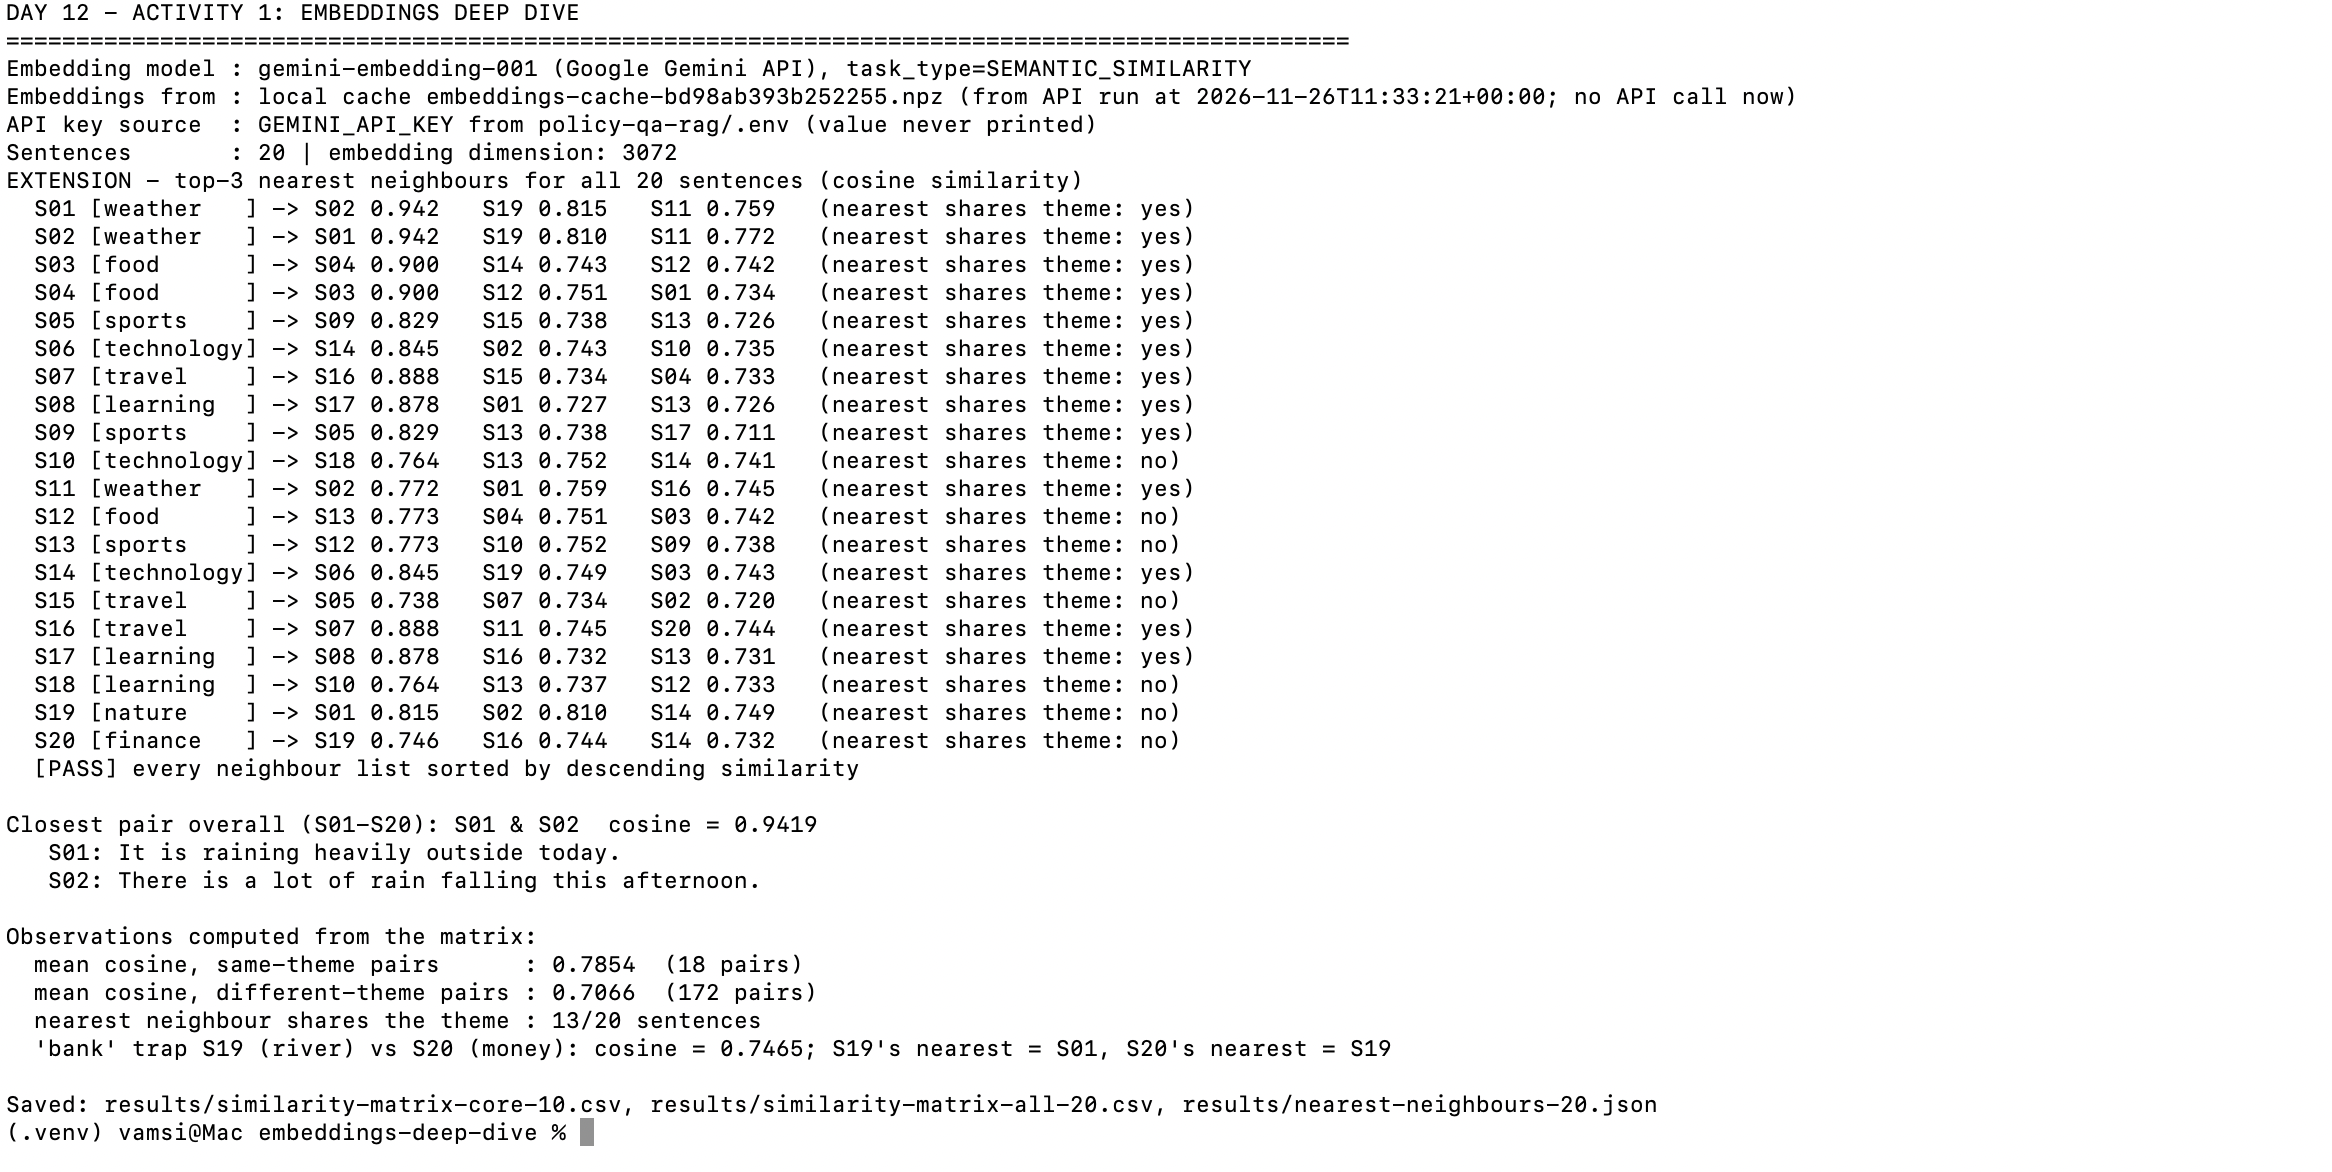 DAY 12 – ACTIVITY 1: EMBEDDINGS DEEP DIVE
================================================================================================
Embedding model : gemini-embedding-001 (Google Gemini API), task_type=SEMANTIC_SIMILARITY
Embeddings from : local cache embeddings-cache-bd98ab393b252255.npz (from API run at 2026-11-26T11:33:21+00:00; no API call now)
API key source  : GEMINI_API_KEY from policy-qa-rag/.env (value never printed)
Sentences       : 20 | embedding dimension: 3072
EXTENSION – top-3 nearest neighbours for all 20 sentences (cosine similarity)
  S01 [weather   ] -> S02 0.942   S19 0.815   S11 0.759   (nearest shares theme: yes)
  S02 [weather   ] -> S01 0.942   S19 0.810   S11 0.772   (nearest shares theme: yes)
  S03 [food      ] -> S04 0.900   S14 0.743   S12 0.742   (nearest shares theme: yes)
  S04 [food      ] -> S03 0.900   S12 0.751   S01 0.734   (nearest shares theme: yes)
  S05 [sports    ] -> S09 0.829   S15 0.738   S13 0.726   (nearest shares theme: yes)
  S06 [technology] -> S14 0.845   S02 0.743   S10 0.735   (nearest shares theme: yes)
  S07 [travel    ] -> S16 0.888   S15 0.734   S04 0.733   (nearest shares theme: yes)
  S08 [learning  ] -> S17 0.878   S01 0.727   S13 0.726   (nearest shares theme: yes)
  S09 [sports    ] -> S05 0.829   S13 0.738   S17 0.711   (nearest shares theme: yes)
  S10 [technology] -> S18 0.764   S13 0.752   S14 0.741   (nearest shares theme: no)
  S11 [weather   ] -> S02 0.772   S01 0.759   S16 0.745   (nearest shares theme: yes)
  S12 [food      ] -> S13 0.773   S04 0.751   S03 0.742   (nearest shares theme: no)
  S13 [sports    ] -> S12 0.773   S10 0.752   S09 0.738   (nearest shares theme: no)
  S14 [technology] -> S06 0.845   S19 0.749   S03 0.743   (nearest shares theme: yes)
  S15 [travel    ] -> S05 0.738   S07 0.734   S02 0.720   (nearest shares theme: no)
  S16 [travel    ] -> S07 0.888   S11 0.745   S20 0.744   (nearest shares theme: yes)
  S17 [learning  ] -> S08 0.878   S16 0.732   S13 0.731   (nearest shares theme: yes)
  S18 [learning  ] -> S10 0.764   S13 0.737   S12 0.733   (nearest shares theme: no)
  S19 [nature    ] -> S01 0.815   S02 0.810   S14 0.749   (nearest shares theme: no)
  S20 [finance   ] -> S19 0.746   S16 0.744   S14 0.732   (nearest shares theme: no)
  [PASS] every neighbour list sorted by descending similarity

Closest pair overall (S01-S20): S01 & S02  cosine = 0.9419
   S01: It is raining heavily outside today.
   S02: There is a lot of rain falling this afternoon.

Observations computed from the matrix:
  mean cosine, same-theme pairs      : 0.7854  (18 pairs)
  mean cosine, different-theme pairs : 0.7066  (172 pairs)
  nearest neighbour shares the theme : 13/20 sentences
  'bank' trap S19 (river) vs S20 (money): cosine = 0.7465; S19's nearest = S01, S20's nearest = S19

Saved: results/similarity-matrix-core-10.csv, results/similarity-matrix-all-20.csv, results/nearest-neighbours-20.json
(.venv) vamsi@Mac embeddings-deep-dive %